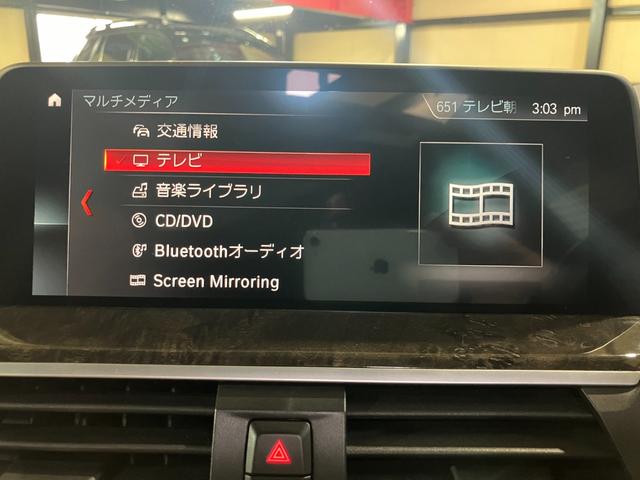 マルチメディア
651 テレビ朝 3:03 pm
交通情報
テレビ
音楽ライブラリ
CD/DVD
Bluetoothオーディオ
Screen Mirroring